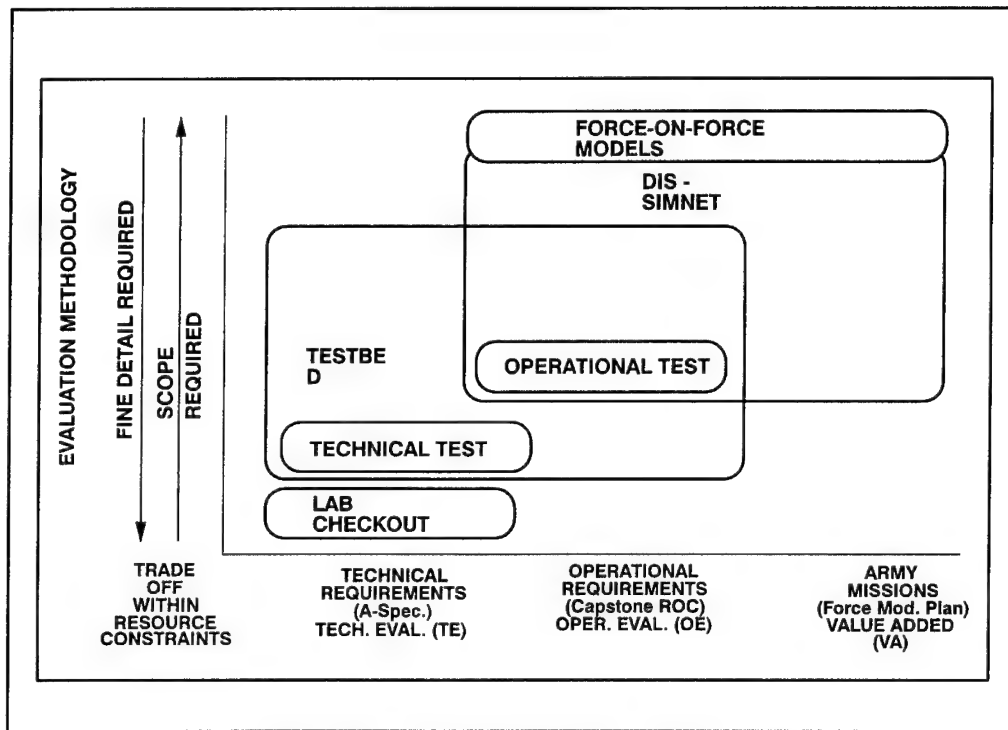 EVALUATION METHODOLOGY
FINE DETAIL REQUIRED
SCOPE
REQUIRED
FORCE-ON-FORCE
MODELS
DIS -
SIMNET
TESTBE
D
OPERATIONAL TEST
TECHNICAL TEST
LAB
CHECKOUT
TRADE
OFF
WITHIN
RESOURCE
CONSTRAINTS
TECHNICAL
REQUIREMENTS
(A-Spec.)
TECH. EVAL. (TE)
OPERATIONAL
REQUIREMENTS
(Capstone ROC)
OPER. EVAL. (OE)
ARMY
MISSIONS
(Force Mod. Plan)
VALUE ADDED
(VA)